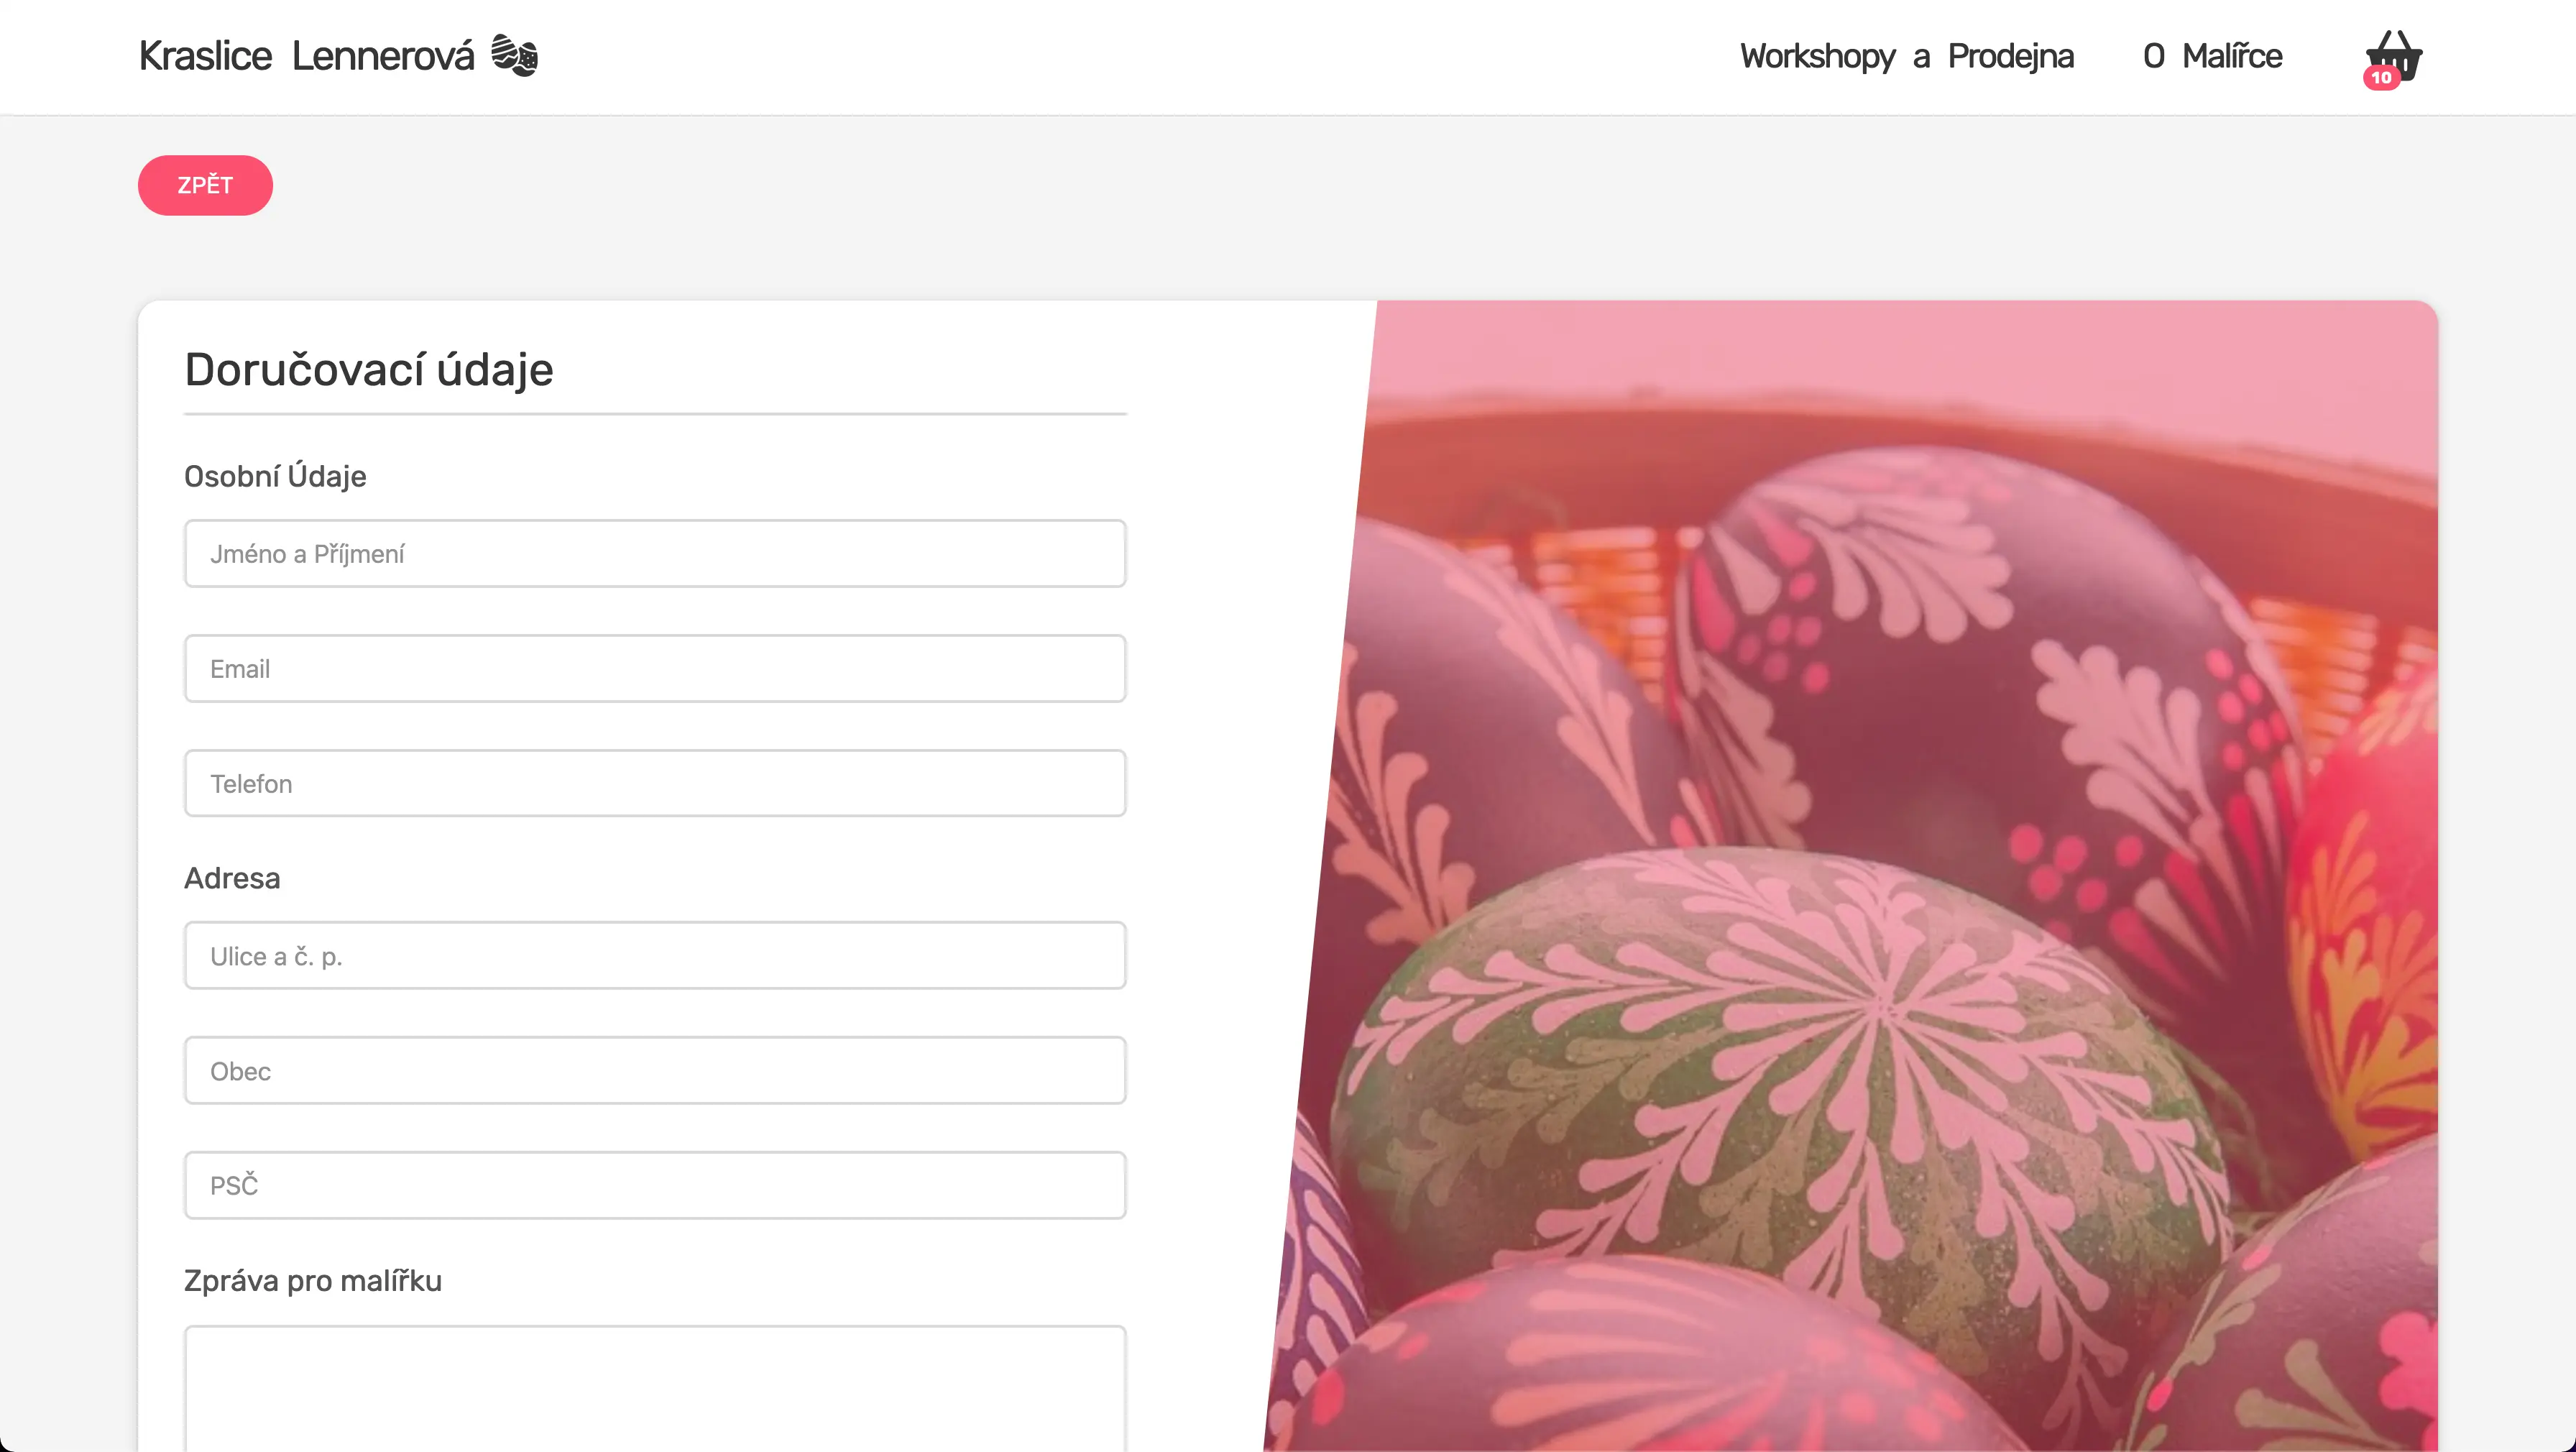 Kraslice Lennerová
Workshopy a Prodejna
O Malířce
10
ZPĚT
Doručovací údaje
Osobní Údaje
Jméno a Příjmení
Email
Telefon
Adresa
Ulice a č. p.
Obec
PSČ
Zpráva pro malířku